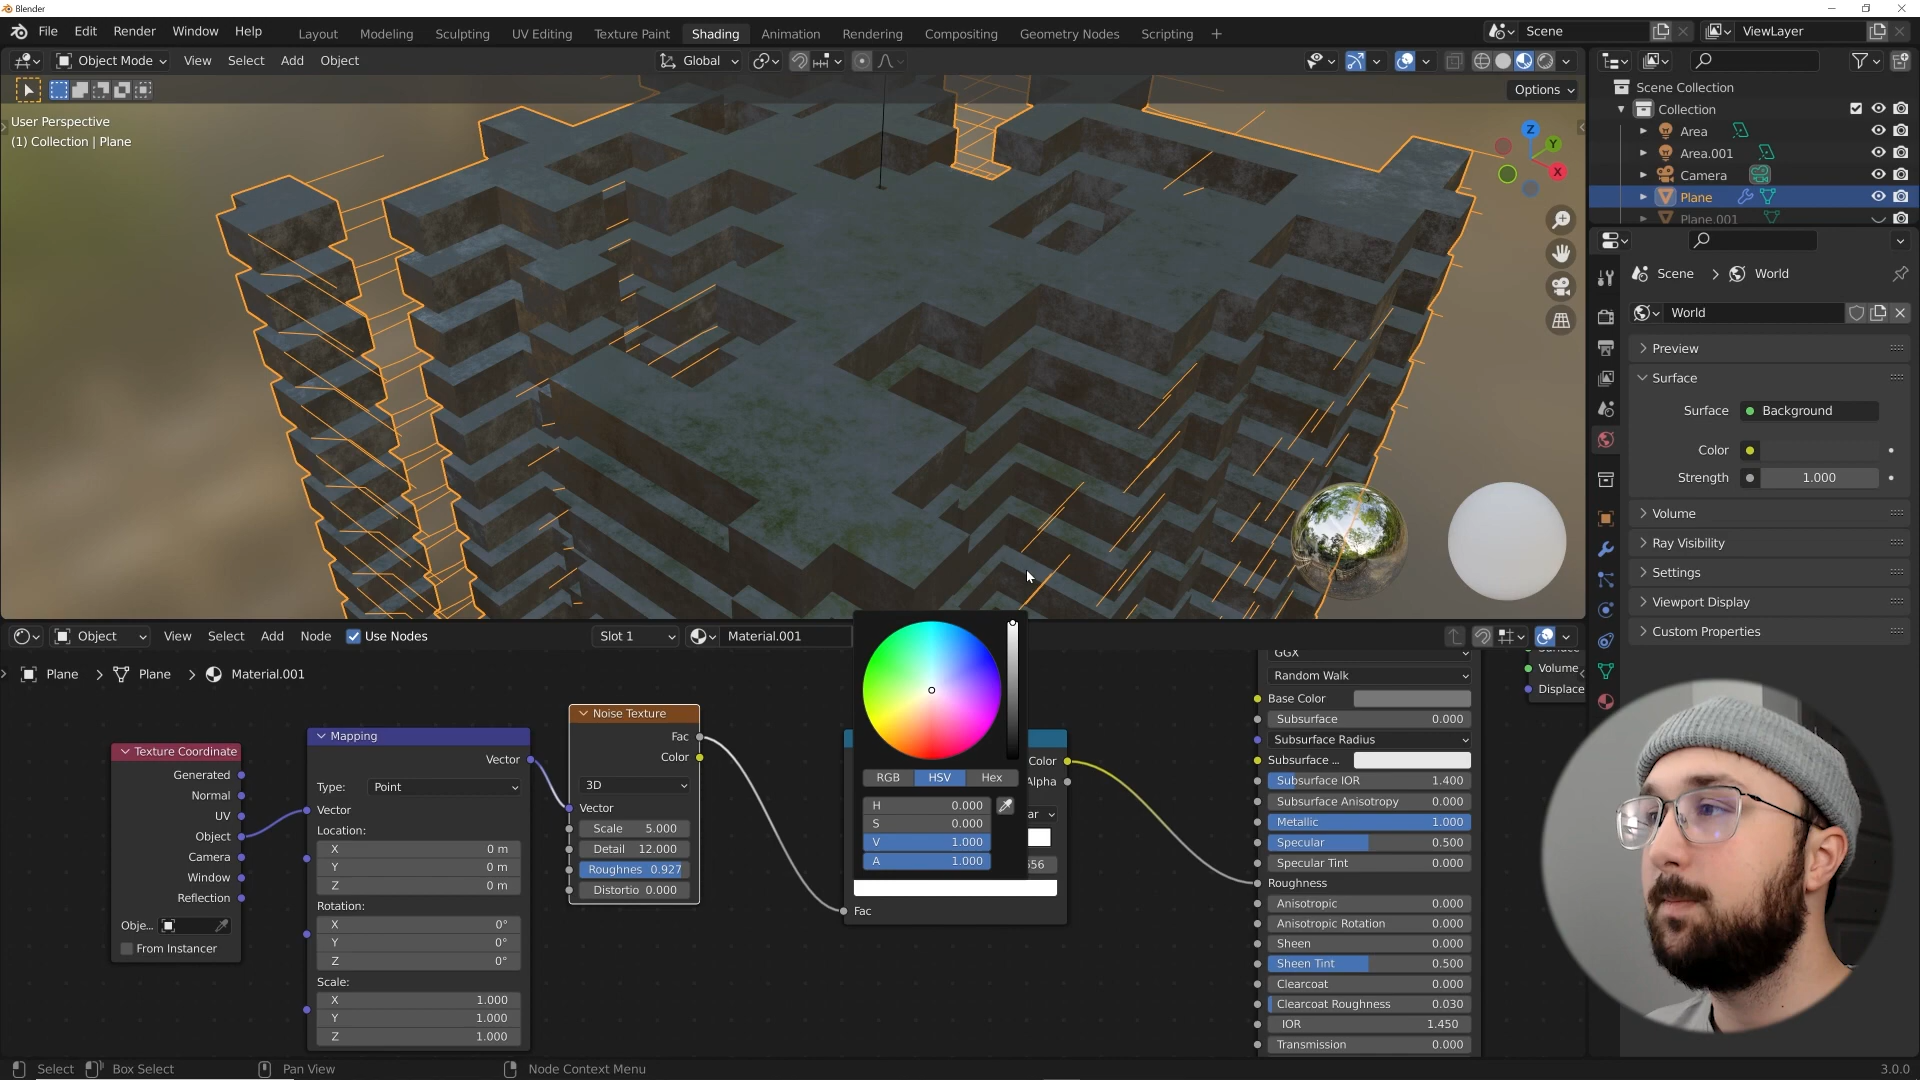 Blender
File Edit Render Window Help Layout Modeling Sculpting UV Editing Texture Paint Shading Animation Rendering Compositing Geometry Nodes Scripting + Scene ViewLayer
Object Mode View Select Add Object Global
Options
User Perspective
(1) Collection | Plane
Z
Y
X
Scene Collection
Collection
Area
Area.001
Camera
Plane
Plane.001
Scene > World
World
Preview
Surface
Surface Background
Color
Strength 1.000
Volume
Ray Visibility
Settings
Viewport Display
Custom Properties
Object View Select Add Node Use Nodes Slot 1 Material.001
Plane > Plane > Material.001
Texture Coordinate
Generated
Normal
UV
Object
Camera
Window
Reflection
Obje...
From Instancer
Mapping
Vector
Type: Point
Vector
Location:
X 0 m
Y 0 m
Z 0 m
Rotation:
X 0°
Y 0°
Z 0°
Scale:
X 1.000
Y 1.000
Z 1.000
Noise Texture
Fac
Color
3D
Vector
Scale 5.000
Detail 12.000
Roughnes 0.927
Distortio 0.000
RGB HSV Hex
H 0.000
S 0.000
V 1.000
A 1.000
Color
Alpha
ar
556
Fac
GGX
Random Walk
Base Color
Subsurface 0.000
Subsurface Radius
Subsurface ...
Subsurface IOR 1.400
Subsurface Anisotropy 0.000
Metallic 1.000
Specular 0.500
Specular Tint 0.000
Roughness
Anisotropic 0.000
Anisotropic Rotation 0.000
Sheen 0.000
Sheen Tint 0.500
Clearcoat 0.000
Clearcoat Roughness 0.030
IOR 1.450
Transmission 0.000
Volume
Displace
Select Box Select Pan View Node Context Menu 3.0.0